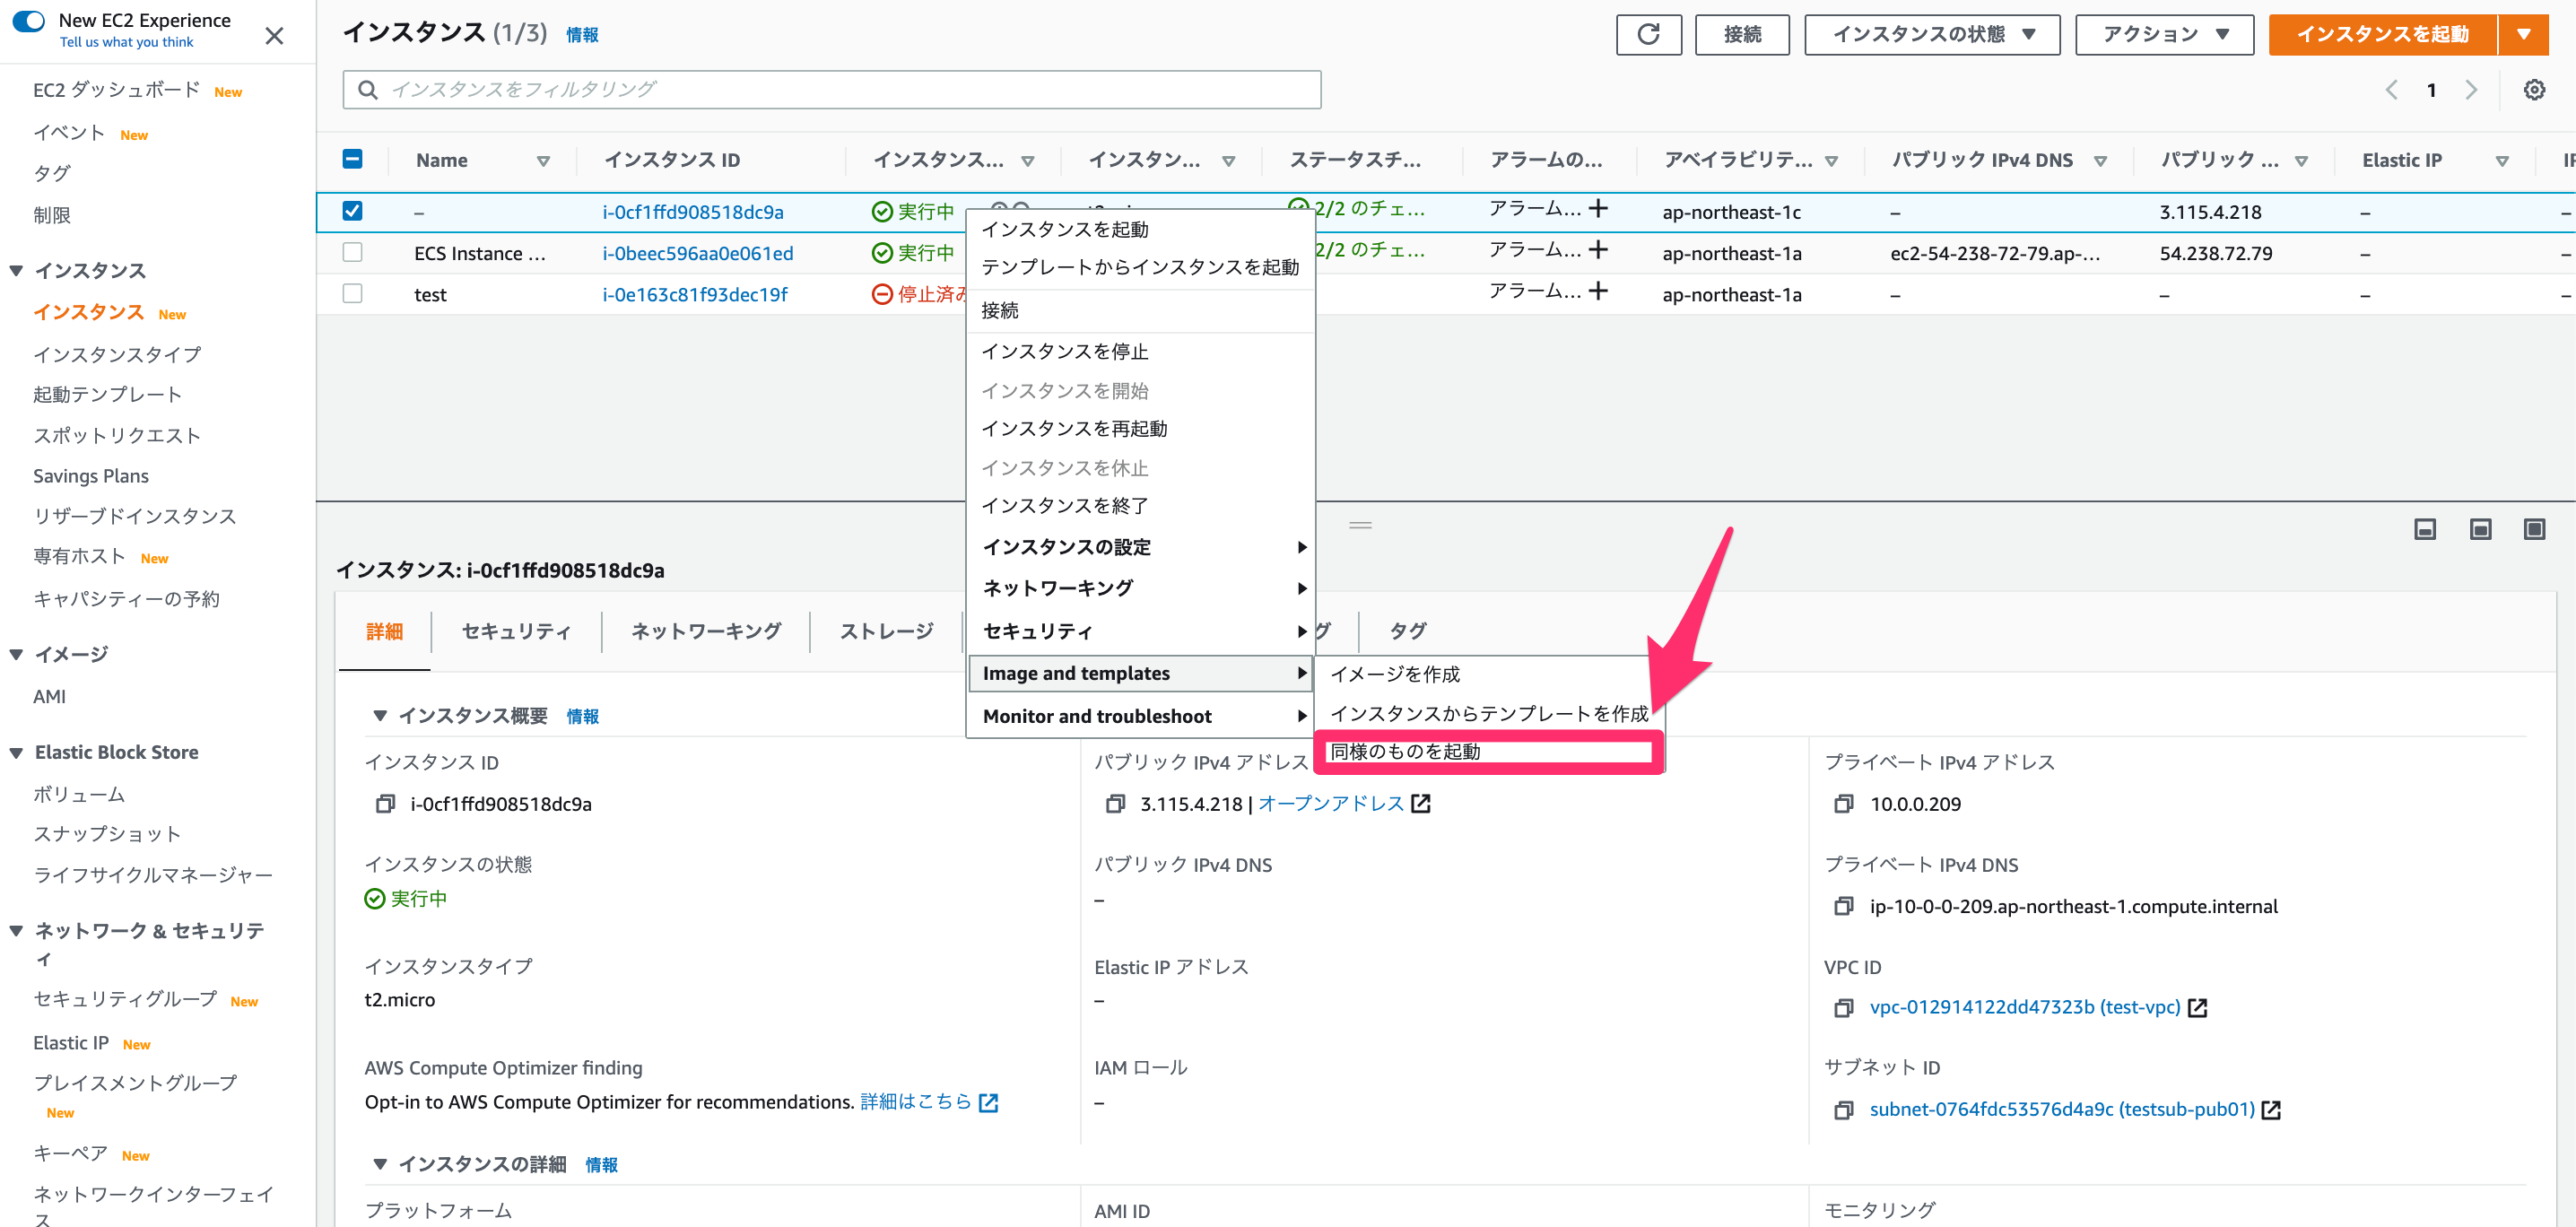 New EC2 Experience
Tell us what you think
EC2 ダッシュボード New
イベント New
タグ
制限
インスタンス
インスタンス New
インスタンスタイプ
起動テンプレート
スポットリクエスト
Savings Plans
リザーブドインスタンス
専有ホスト New
キャパシティーの予約
イメージ
AMI
Elastic Block Store
ボリューム
スナップショット
ライフサイクルマネージャー
ネットワーク & セキュリテ
ィ
セキュリティグループ New
Elastic IP New
プレイスメントグループ
New
キーペア New
ネットワークインターフェイ
ス
インスタンス (1/3) 情報
接続
インスタンスの状態
アクション
インスタンスを起動
インスタンスをフィルタリング
1
Name インスタンス ID インスタンス... インスタン... ステータスチ... アラームの... アベイラビリテ... パブリック IPv4 DNS パブリック ... Elastic IP
– i-0cf1ffd908518dc9a 実行中 2/2 のチェ... アラーム... ap-northeast-1c – 3.115.4.218 – –
ECS Instance ... i-0beec596aa0e061ed 実行中 2/2 のチェ... アラーム... ap-northeast-1a ec2-54-238-72-79.ap-... 54.238.72.79 – –
test i-0e163c81f93dec19f 停止済み アラーム... ap-northeast-1a – – – –
インスタンスを起動
テンプレートからインスタンスを起動
接続
インスタンスを停止
インスタンスを開始
インスタンスを再起動
インスタンスを休止
インスタンスを終了
インスタンスの設定
ネットワーキング
セキュリティ
Image and templates
Monitor and troubleshoot
イメージを作成
インスタンスからテンプレートを作成
同様のものを起動
インスタンス: i-0cf1ffd908518dc9a
詳細 セキュリティ ネットワーキング ストレージ グ タグ
インスタンス概要 情報
インスタンス ID
i-0cf1ffd908518dc9a
パブリック IPv4 アドレス
3.115.4.218 | オープンアドレス
プライベート IPv4 アドレス
10.0.0.209
インスタンスの状態
実行中
パブリック IPv4 DNS
–
プライベート IPv4 DNS
ip-10-0-0-209.ap-northeast-1.compute.internal
インスタンスタイプ
t2.micro
Elastic IP アドレス
–
VPC ID
vpc-012914122dd47323b (test-vpc)
AWS Compute Optimizer finding
Opt-in to AWS Compute Optimizer for recommendations. 詳細はこちら
IAM ロール
–
サブネット ID
subnet-0764fdc53576d4a9c (testsub-pub01)
インスタンスの詳細 情報
プラットフォーム
AMI ID
モニタリング